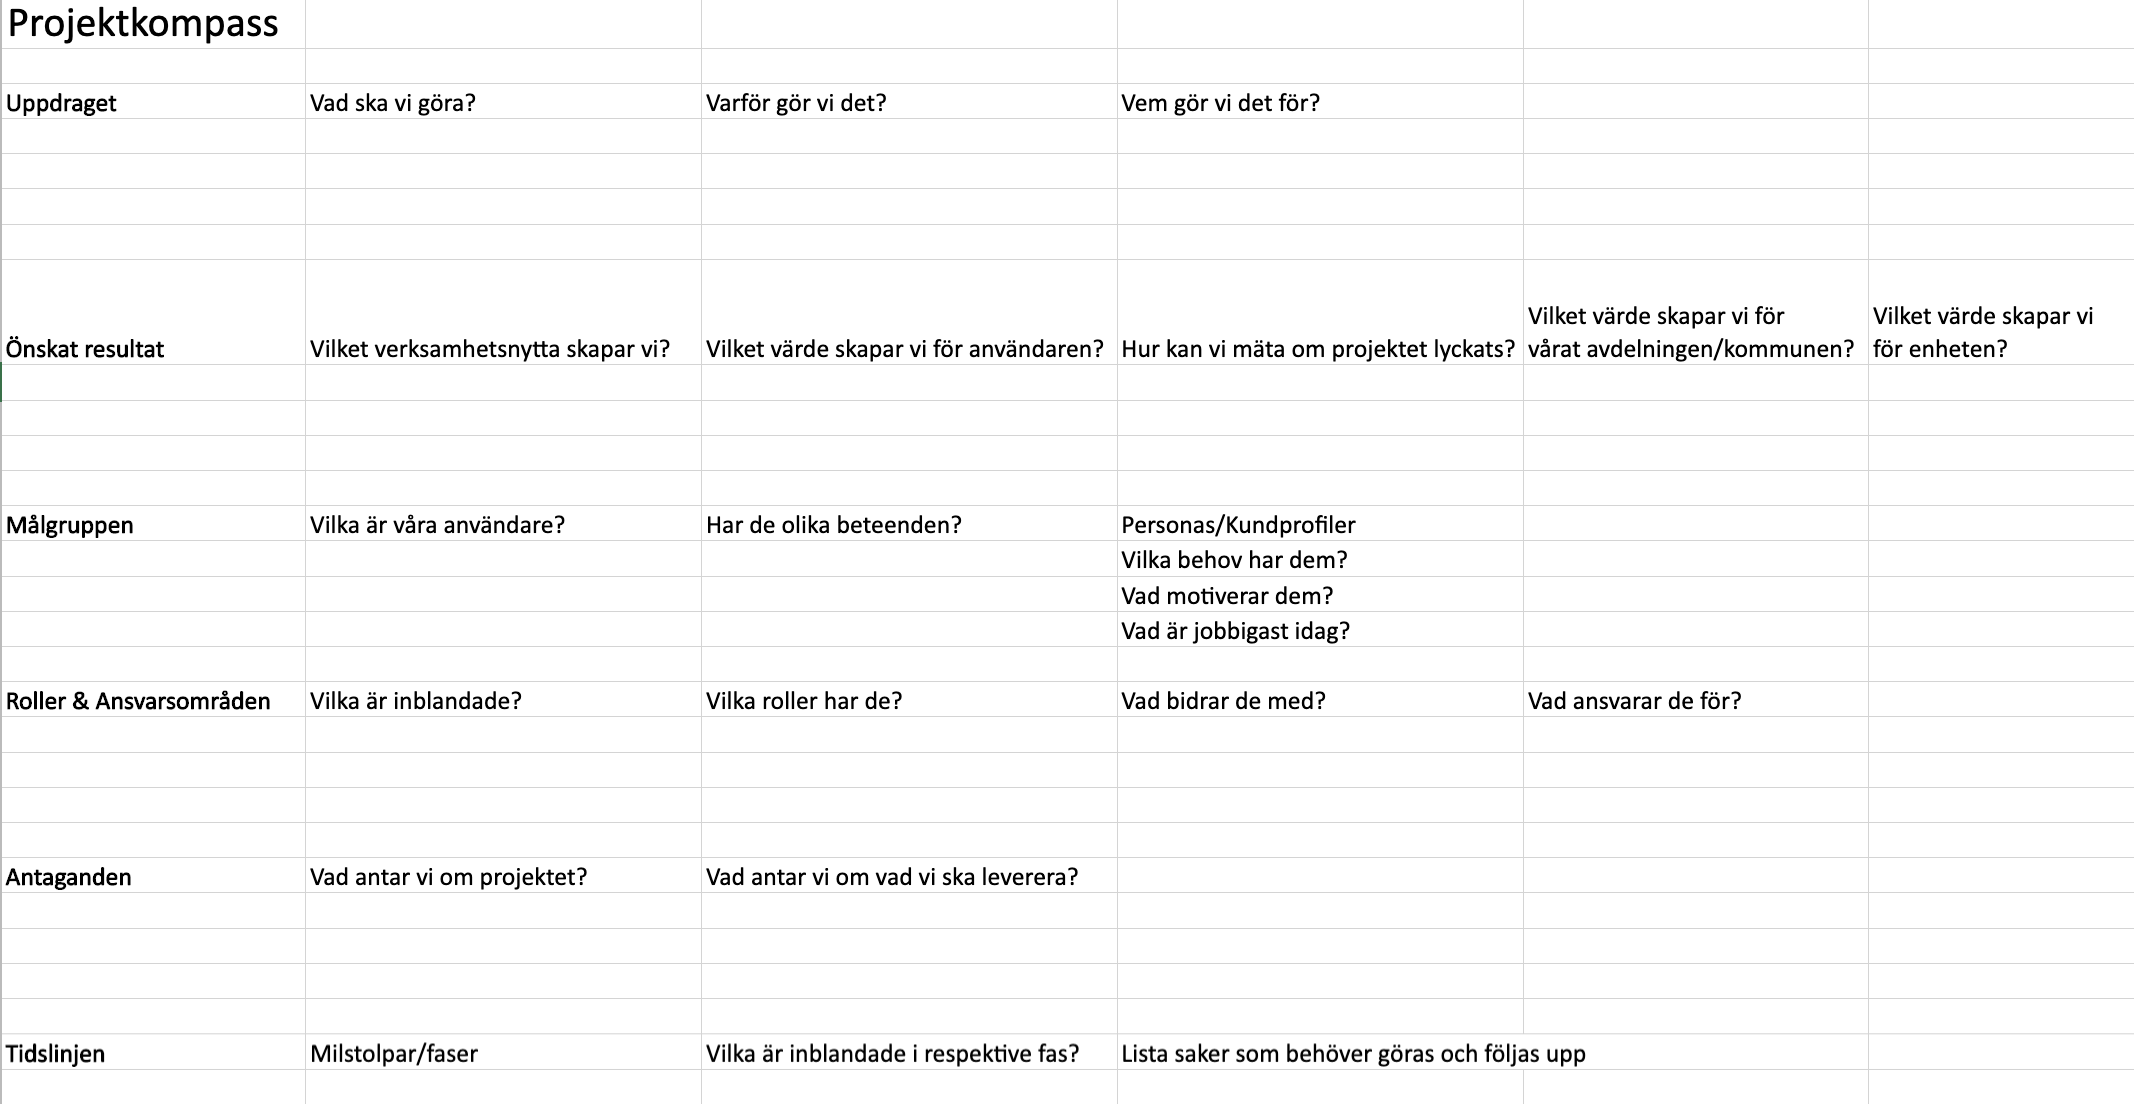 Projektkompass
Uppdraget	Vad ska vi göra?	Varför gör vi det?	Vem gör vi det för?
Vilket värde skapar vi för	Vilket värde skapar vi
Önskat resultat	Vilket verksamhetsnytta skapar vi?	Vilket värde skapar vi för användaren?	Hur kan vi mäta om projektet lyckats?	vårat avdelningen/kommunen?	för enheten?
Målgruppen	Vilka är våra användare?	Har de olika beteenden?	Personas/Kundprofiler
Vilka behov har dem?
Vad motiverar dem?
Vad är jobbigast idag?
Roller & Ansvarsområden	Vilka är inblandade?	Vilka roller har de?	Vad bidrar de med?	Vad ansvarar de för?
Antaganden	Vad antar vi om projektet?	Vad antar vi om vad vi ska leverera?
Tidslinjen	Milstolpar/faser	Vilka är inblandade i respektive fas?	Lista saker som behöver göras och följas upp